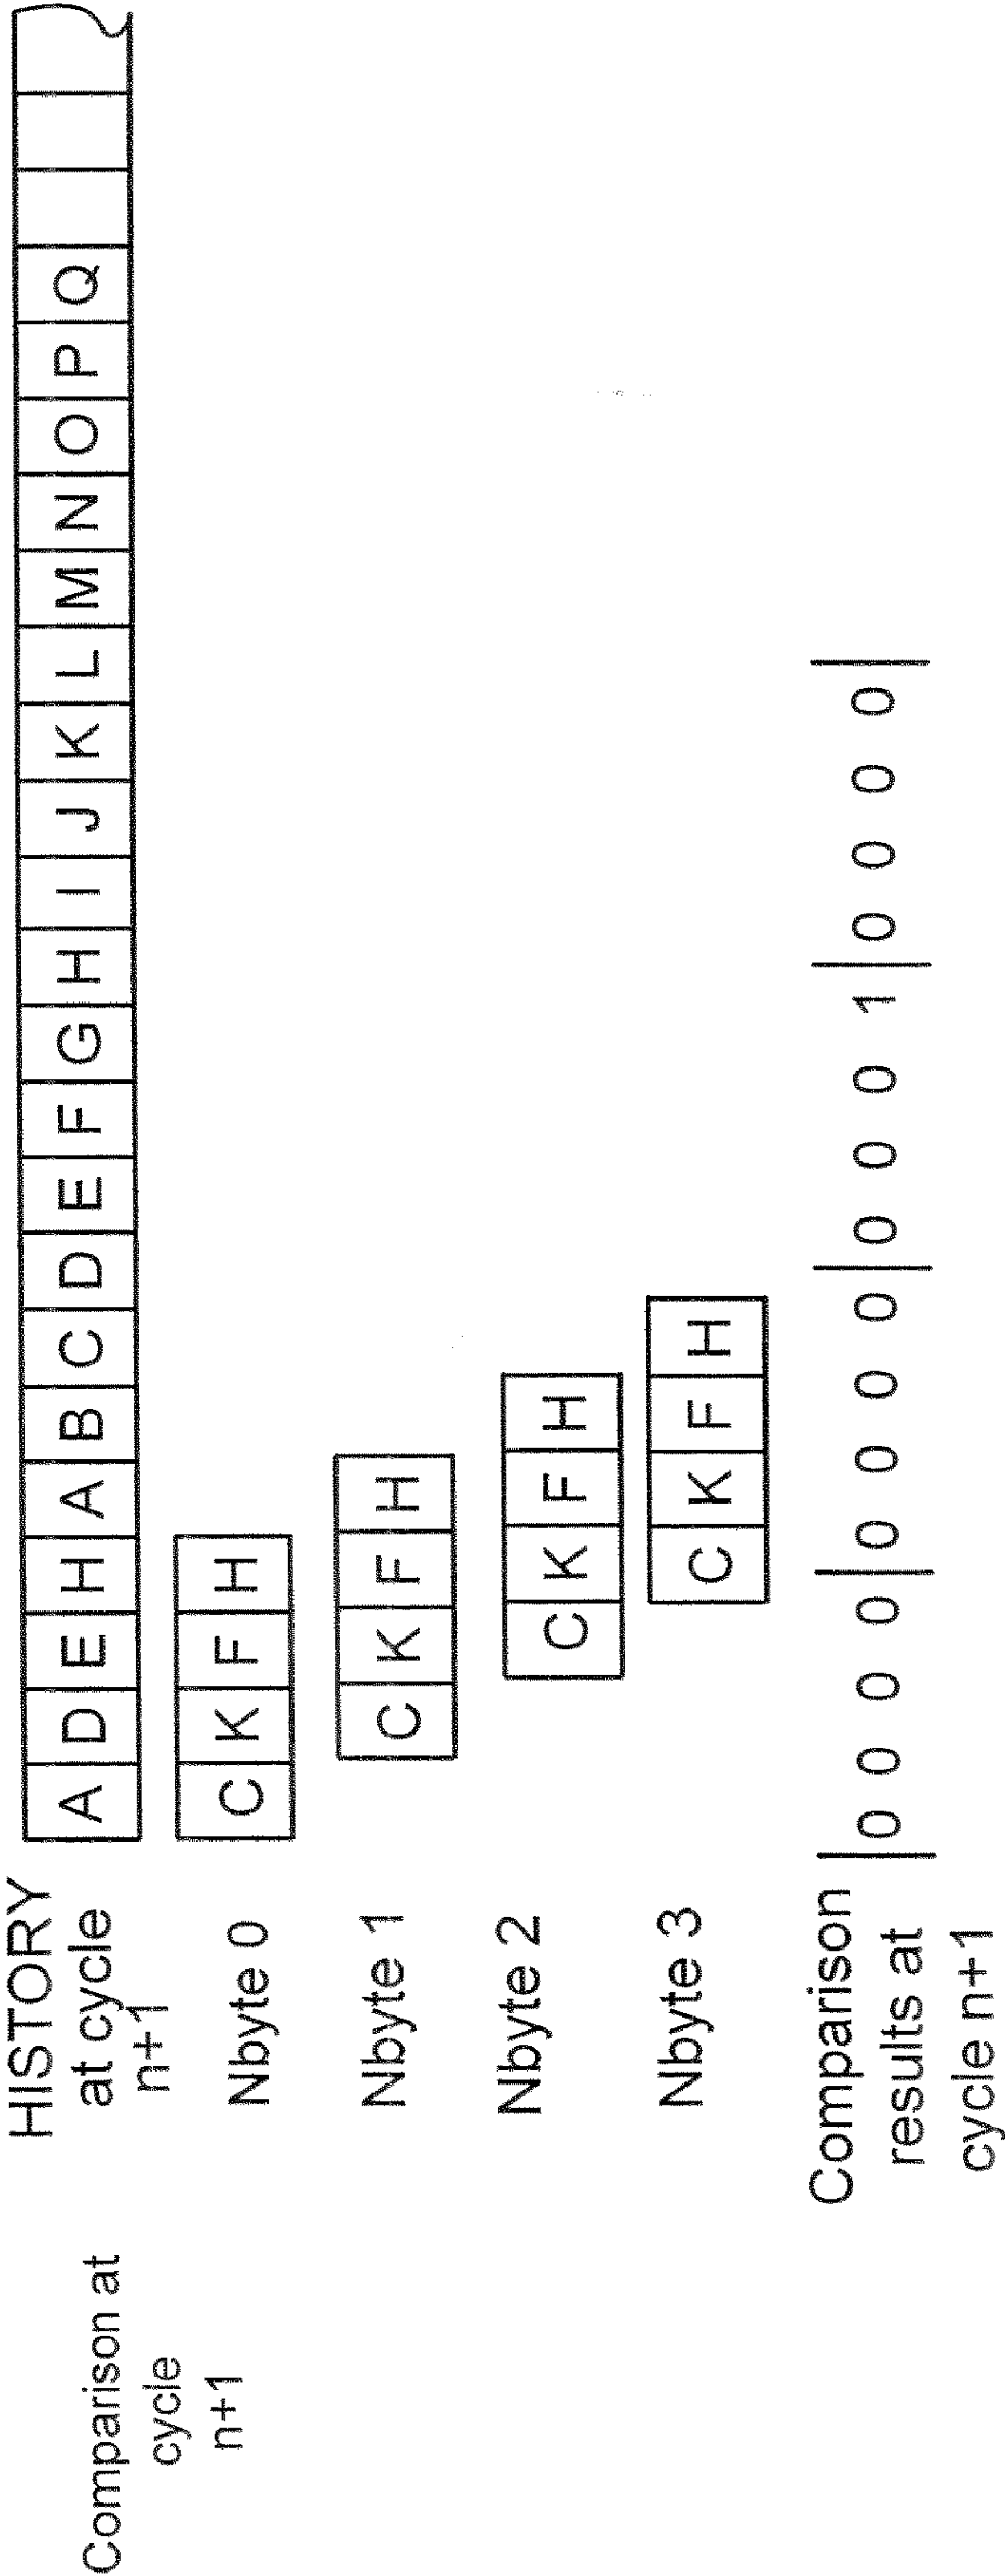 Comparison at
cycle
n+1
HISTORY
at cycle
n+1
A D E H A B C D E F G H I J K L M N O P Q
Nbyte 0
C K F H
Nbyte 1
C K F H
Nbyte 2
C K F H
Nbyte 3
C K F H
Comparison
results at
cycle n+1
0 0 0 0 0 0 0 0 0 0 0 1 0 0 0 0